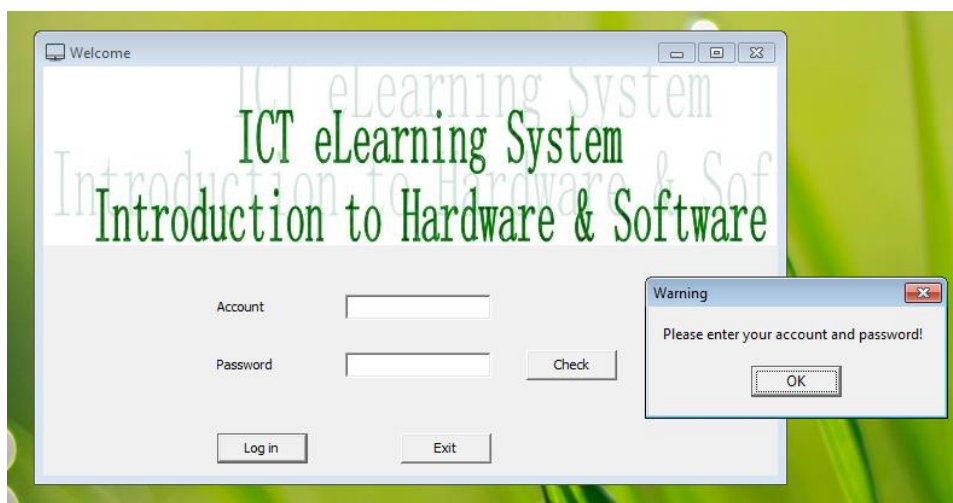 Welcome
ICT eLearning System
Introduction to Hardware & Software
ICT eLearning System
Introduction to Hardware & Sof
Account
Password
Check
Log in
Exit
Warning
Please enter your account and password!
OK